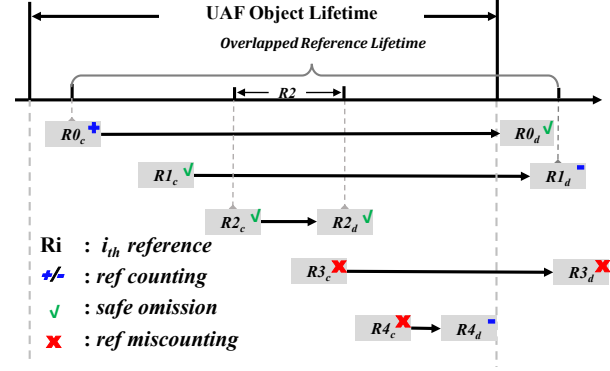 UAF Object Lifetime
Overlapped Reference Lifetime
R2
R0c + R0d √
R1c √ R1d -
R2c √ R2d √
R3c X R3d X
R4c X R4d -
Ri : ith reference
+/- : ref counting
√ : safe omission
X : ref miscounting